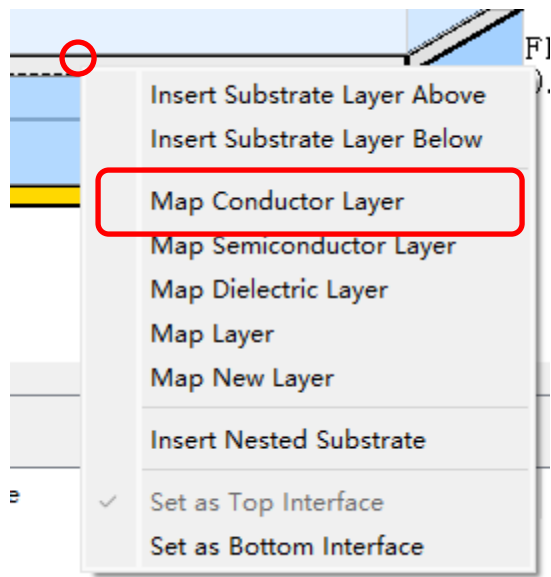 Insert Substrate Layer Above
Insert Substrate Layer Below
Map Conductor Layer
Map Semiconductor Layer
Map Dielectric Layer
Map Layer
Map New Layer
Insert Nested Substrate
Set as Top Interface
Set as Bottom Interface